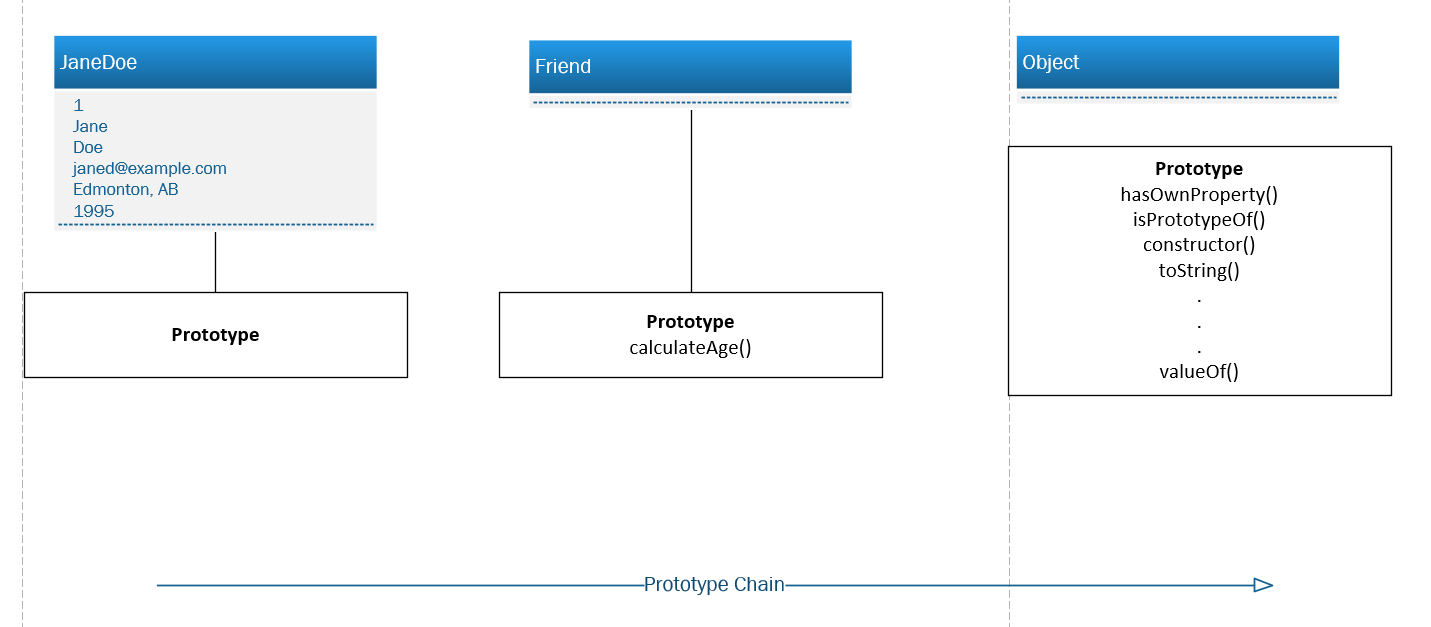 JaneDoe
1
Jane
Doe
janed@example.com
Edmonton, AB
1995
Prototype
Friend
Prototype
calculateAge()
Object
Prototype
hasOwnProperty()
isPrototypeOf()
constructor()
toString()
.
.
.
valueOf()
Prototype Chain